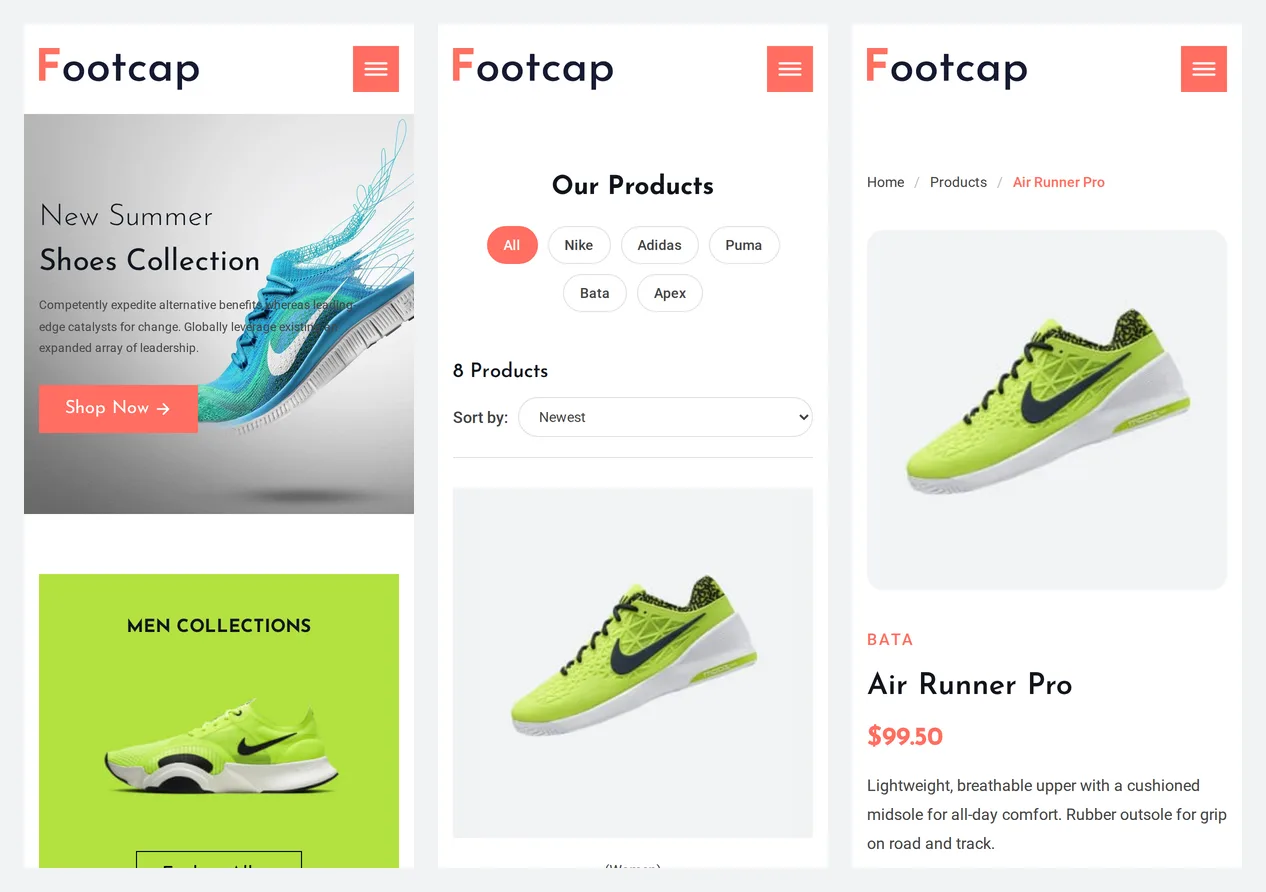 Footcap
New Summer
Shoes Collection
Competently expedite alternative benefits whereas leading
edge catalysts for change. Globally leverage existing an
expanded array of leadership.
Shop Now →
MEN COLLECTIONS
Footcap
Our Products
All
Nike
Adidas
Puma
Bata
Apex
8 Products
Sort by:
Newest
(Women)
Footcap
Home / Products / Air Runner Pro
BATA
Air Runner Pro
$99.50
Lightweight, breathable upper with a cushioned
midsole for all-day comfort. Rubber outsole for grip
on road and track.